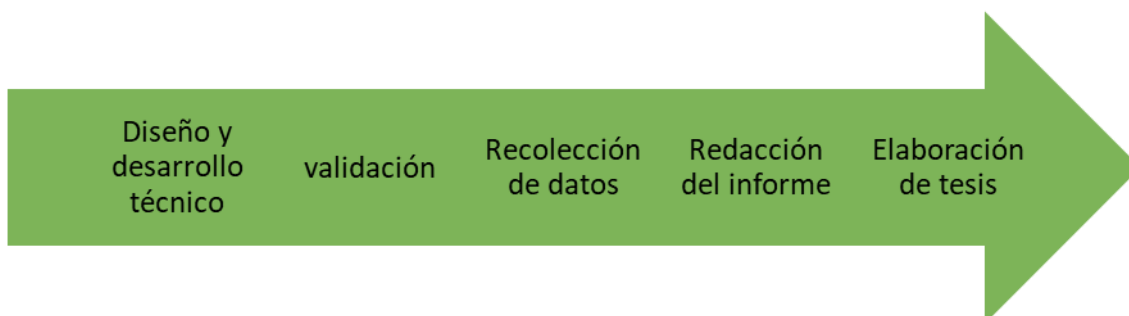 Diseño y
desarrollo
técnico
validación
Recolección
de datos
Redacción
del informe
Elaboración
de tesis